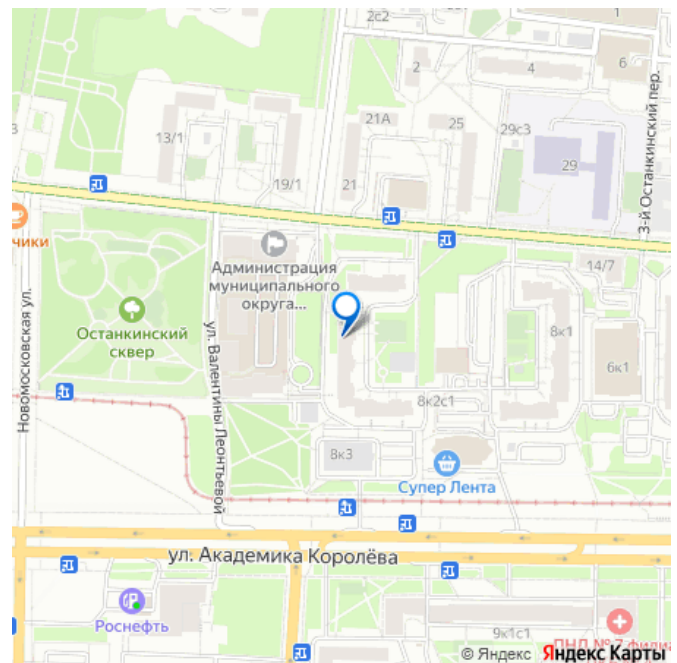 2с2
1
2
4
6
3-й Останкинский пер.
21А
25
29с3
13/1
29
19/1
21
чики
Администрация
муниципального
округа...
14/7
Останкинский
сквер
Новомосковская ул.
ул. Валентины Леонтьевой
8к1
6к1
8к2с1
8к3
Супер Лента
ул. Академика Королёва
Роснефть
9к1с1
ПНД № 7 филиа
© Яндекс Яндекс Карты